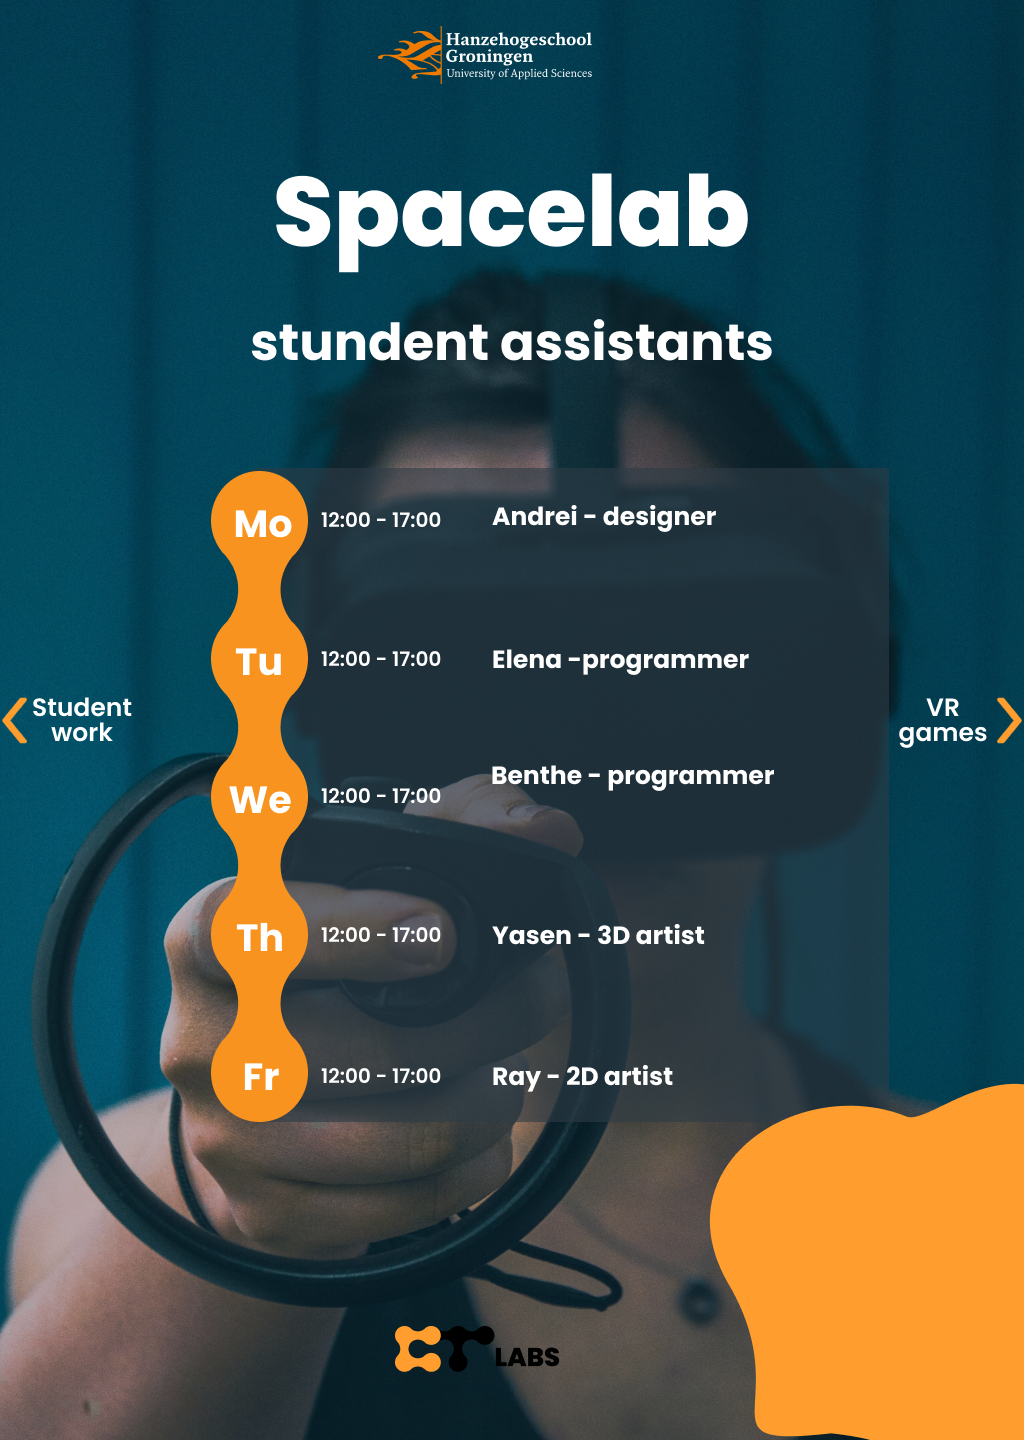 Hanzehogeschool
Groningen
University of Applied Sciences
Spacelab
stundent assistants
Mo 12:00 - 17:00 Andrei - designer
Tu 12:00 - 17:00 Elena -programmer
Student
work
VR
games
We 12:00 - 17:00 Benthe - programmer
Th 12:00 - 17:00 Yasen - 3D artist
Fr 12:00 - 17:00 Ray - 2D artist
LABS